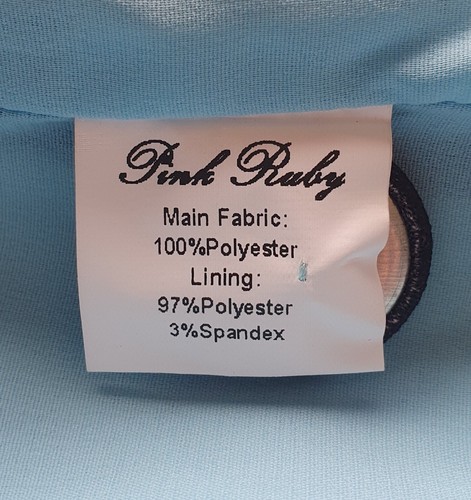 Pink Ruby
Main Fabric:
100%Polyester
Lining:
97%Polyester
3%Spandex